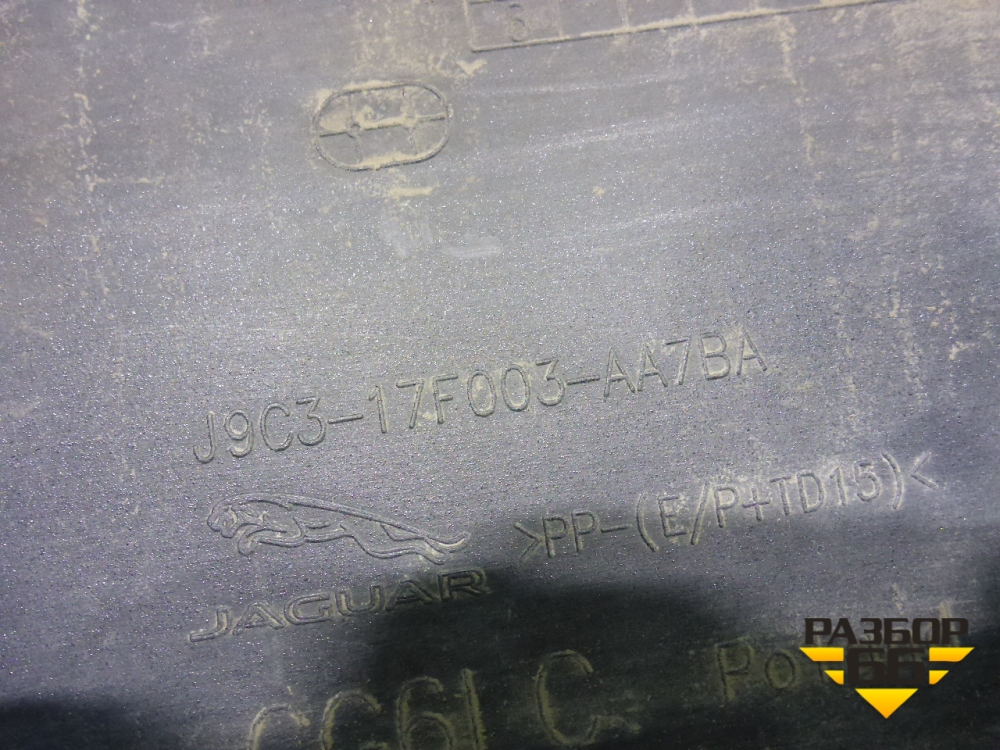 J9C3-17F003-AA7BA
>PP-(E/P+TD15)<
JAGUAR
РАЗБОР
66